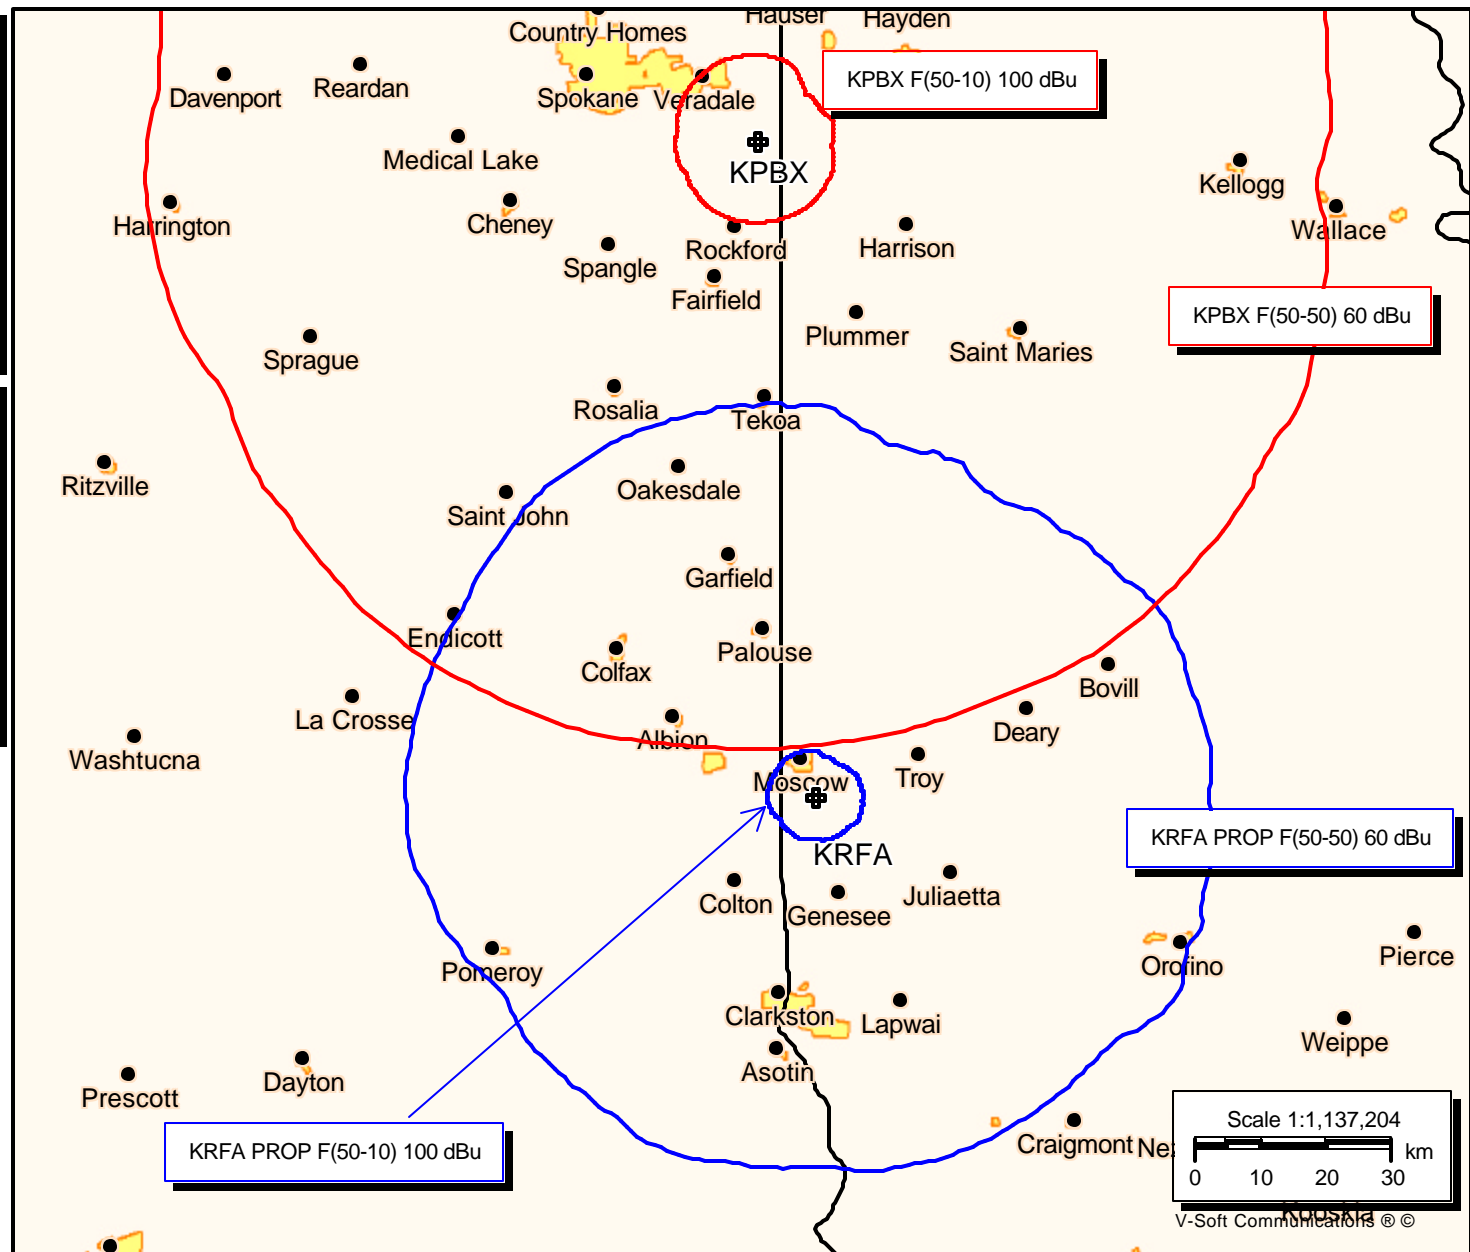 Hauser
Hayden
Country Homes
KPBX F(50-10) 100 dBu
Davenport
Reardan
Spokane
Veradale
Medical Lake
KPBX
Kellogg
Harrington
Cheney
Rockford
Harrison
Wallace
Spangle
Fairfield
KPBX F(50-50) 60 dBu
Plummer
Saint Maries
Sprague
Rosalia
Tekoa
Ritzville
Oakesdale
Saint John
Garfield
Endicott
Palouse
Colfax
Bovill
La Crosse
Deary
Albion
Washtucna
Moscow
Troy
KRFA PROP F(50-50) 60 dBu
KRFA
Colton
Genesee
Juliaetta
Pomeroy
Orofino
Pierce
Clarkston
Lapwai
Weippe
Asotin
Dayton
Prescott
Scale 1:1,137,204
km
0 10 20 30
Craigmont
KRFA PROP F(50-10) 100 dBu
Kooskia
V-Soft Communications ® ©